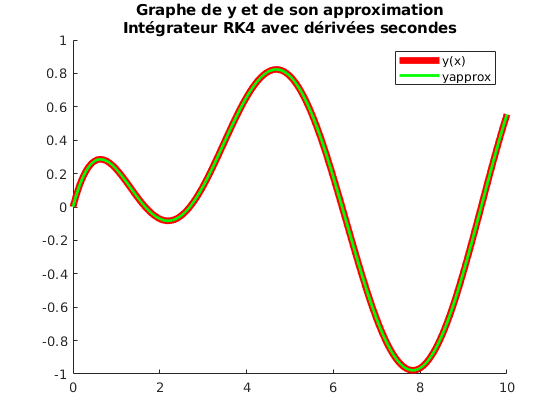 Graphe de y et de son approximation
Intégrateur RK4 avec dérivées secondes
1
0.8
0.6
0.4
0.2
0
-0.2
-0.4
-0.6
-0.8
-1
0 2 4 6 8 10
y(x)
yapprox